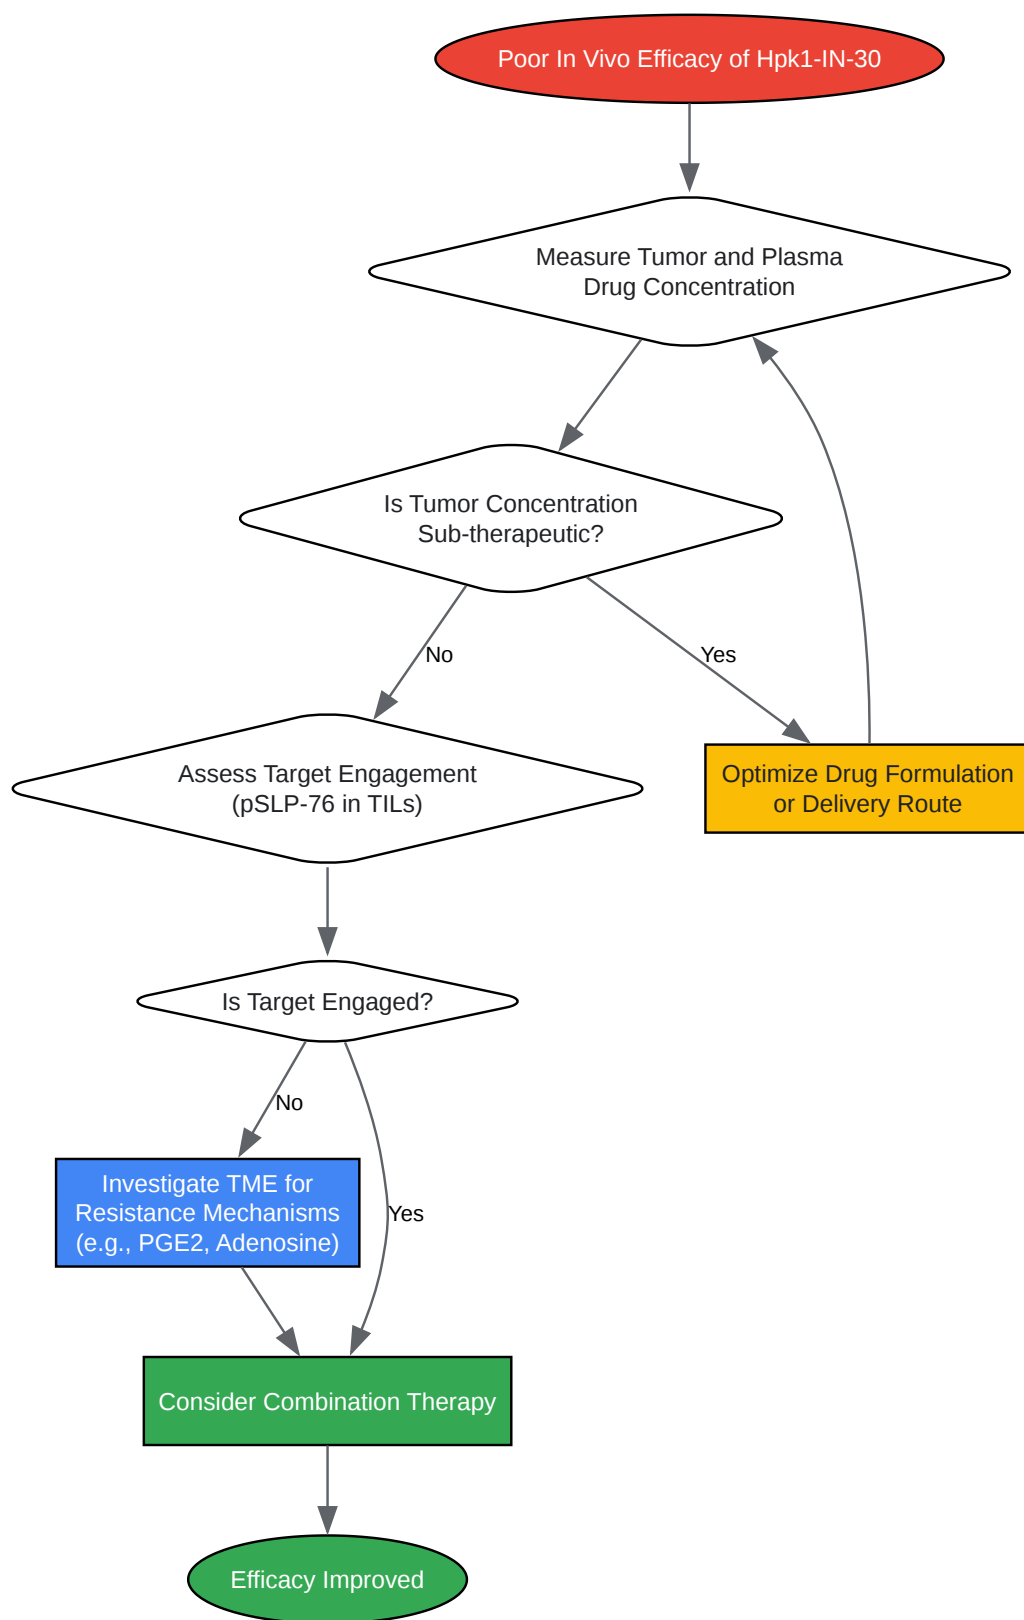 Poor In Vivo Efficacy of Hpk1-IN-30
Measure Tumor and Plasma
Drug Concentration
Is Tumor Concentration
Sub-therapeutic?
No
Yes
Assess Target Engagement
(pSLP-76 in TILs)
Optimize Drug Formulation
or Delivery Route
Is Target Engaged?
No
Investigate TME for
Resistance Mechanisms
(e.g., PGE2, Adenosine)
Yes
Consider Combination Therapy
Efficacy Improved